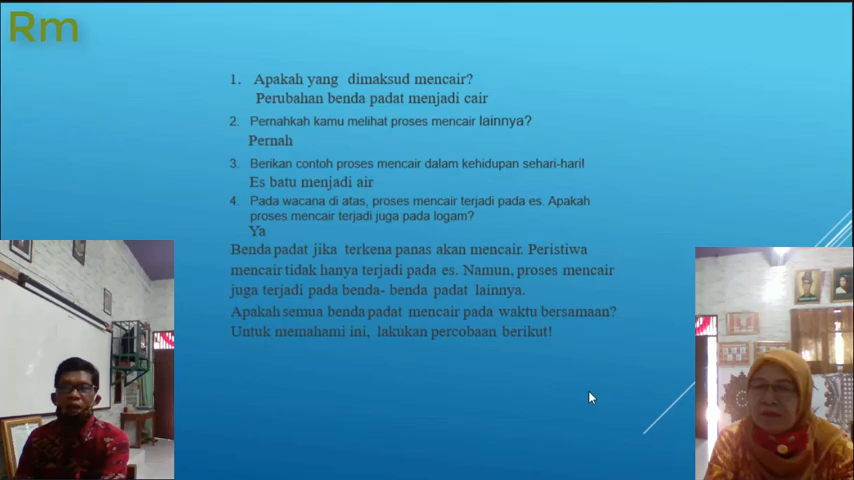 Rm
1. Apakah yang dimaksud mencair?
Perubahan benda padat menjadi cair
2. Pernahkah kamu melihat proses mencair lainnya?
Pernah
3. Berikan contoh proses mencair dalam kehidupan sehari-hari!
Es batu menjadi air
4. Pada wacana di atas, proses mencair terjadi pada es. Apakah
proses mencair terjadi juga pada logam?
Ya
Benda padat jika terkena panas akan mencair. Peristiwa
mencair tidak hanya terjadi pada es. Namun, proses mencair
juga terjadi pada benda- benda padat lainnya.
Apakah semua benda padat mencair pada waktu bersamaan?
Untuk memahami ini, lakukan percobaan berikut!